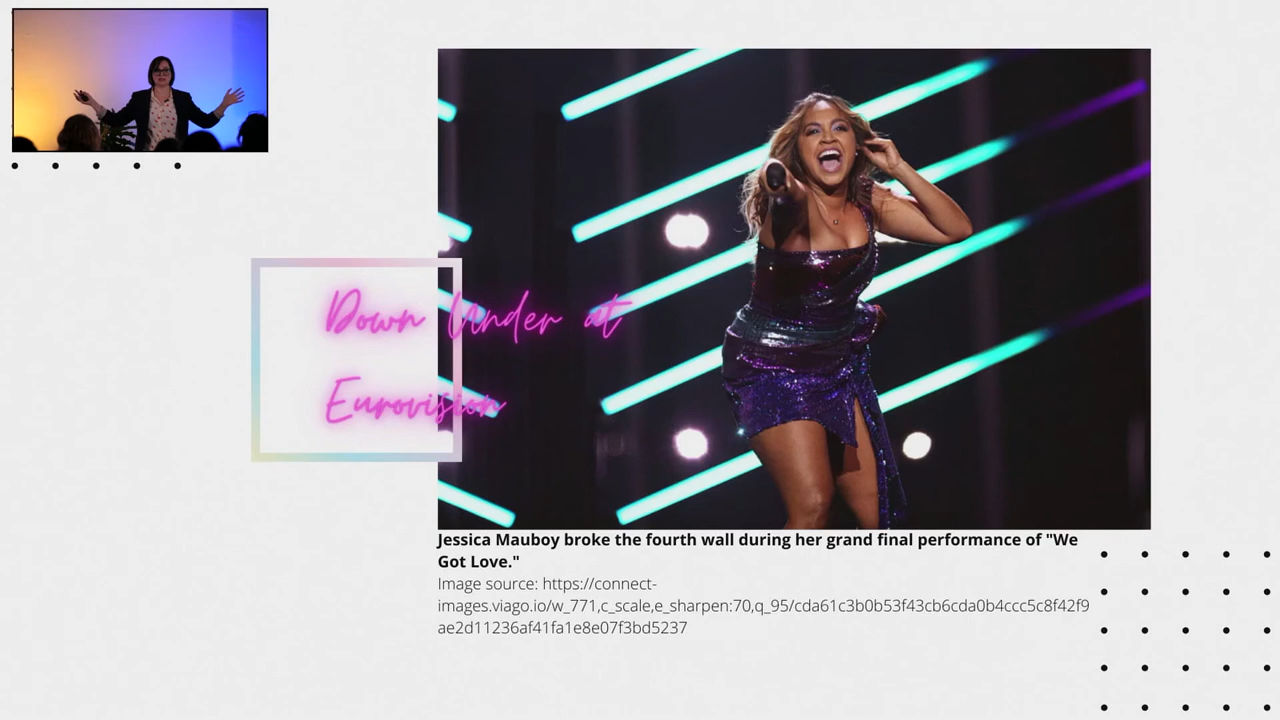 Down Under at
Eurovision
Jessica Mauboy broke the fourth wall during her grand final performance of "We
Got Love."
Image source: https://connect-
images.viago.io/w_771,c_scale,e_sharpen:70,q_95/cda61c3b0b53f43cb6cda0b4ccc5c8f42f9
ae2d11236af41fa1e8e07f3bd5237